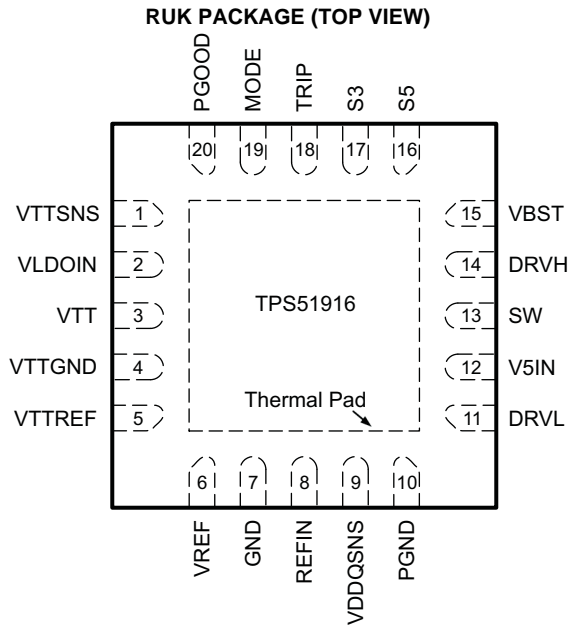 RUK PACKAGE (TOP VIEW)
PGOOD
MODE
TRIP
S3
S5
20
19
18
17
16
VTTSNS 1
15 VBST
VLDOIN 2
14 DRVH
VTT 3
TPS51916
13 SW
VTTGND 4
12 V5IN
Thermal Pad
VTTREF 5
11 DRVL
6
7
8
9
10
VREF
GND
REFIN
VDDQSNS
PGND